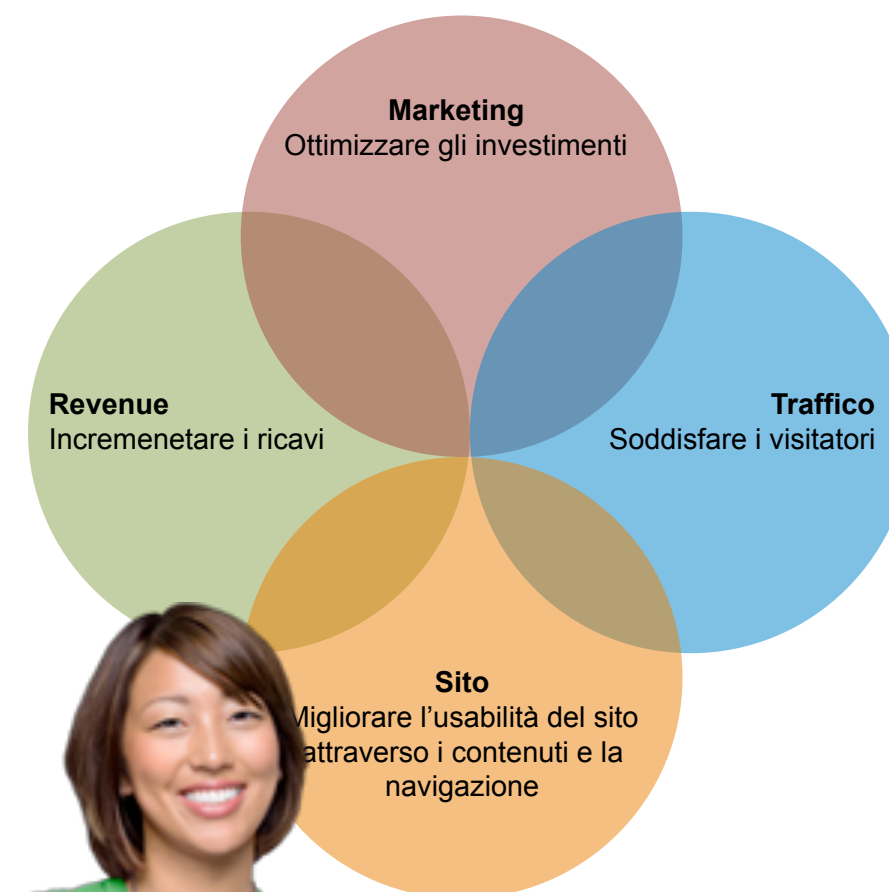 Marketing
Ottimizzare gli investimenti
Revenue
Incremenetare i ricavi
Traffico
Soddisfare i visitatori
Sito
Migliorare l’usabilità del sito
attraverso i contenuti e la
navigazione